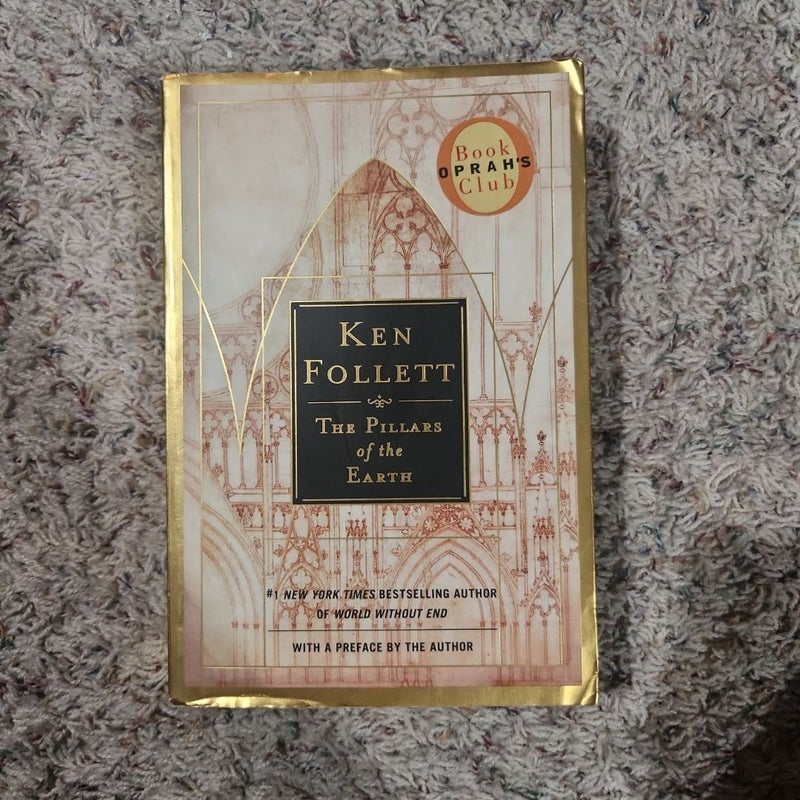 Book
OPRAH'S
Club
KEN
FOLLETT
THE PILLARS
of the
EARTH
#1 NEW YORK TIMES BESTSELLING AUTHOR
OF WORLD WITHOUT END
WITH A PREFACE BY THE AUTHOR